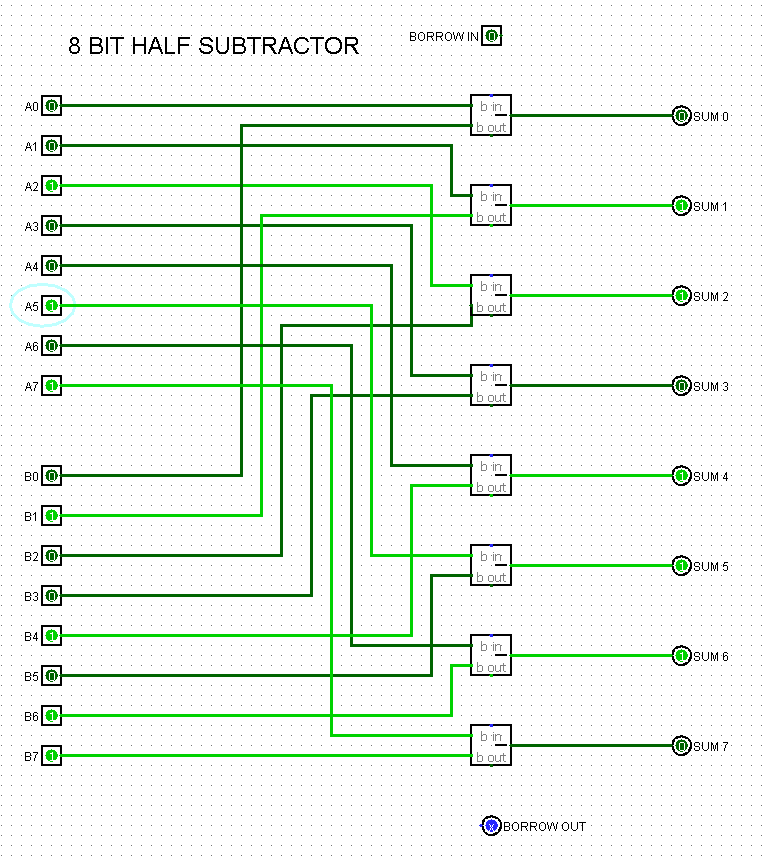 8 BIT HALF SUBTRACTOR
BORROW IN 0
A0 0
b in
b out
SUM 0
0
A1 0
A2 1
b in
b out
1 SUM 1
A3 0
A4 0
b in
b out
1 SUM 2
A5 1
A6 0
A7 1
b in
b out
0 SUM 3
B0 0
b in
b out
1 SUM 4
B1 1
B2 0
b in
b out
1 SUM 5
B3 0
B4 1
b in
b out
1 SUM 6
B5 0
B6 1
b in
b out
0 SUM 7
B7 1
x BORROW OUT